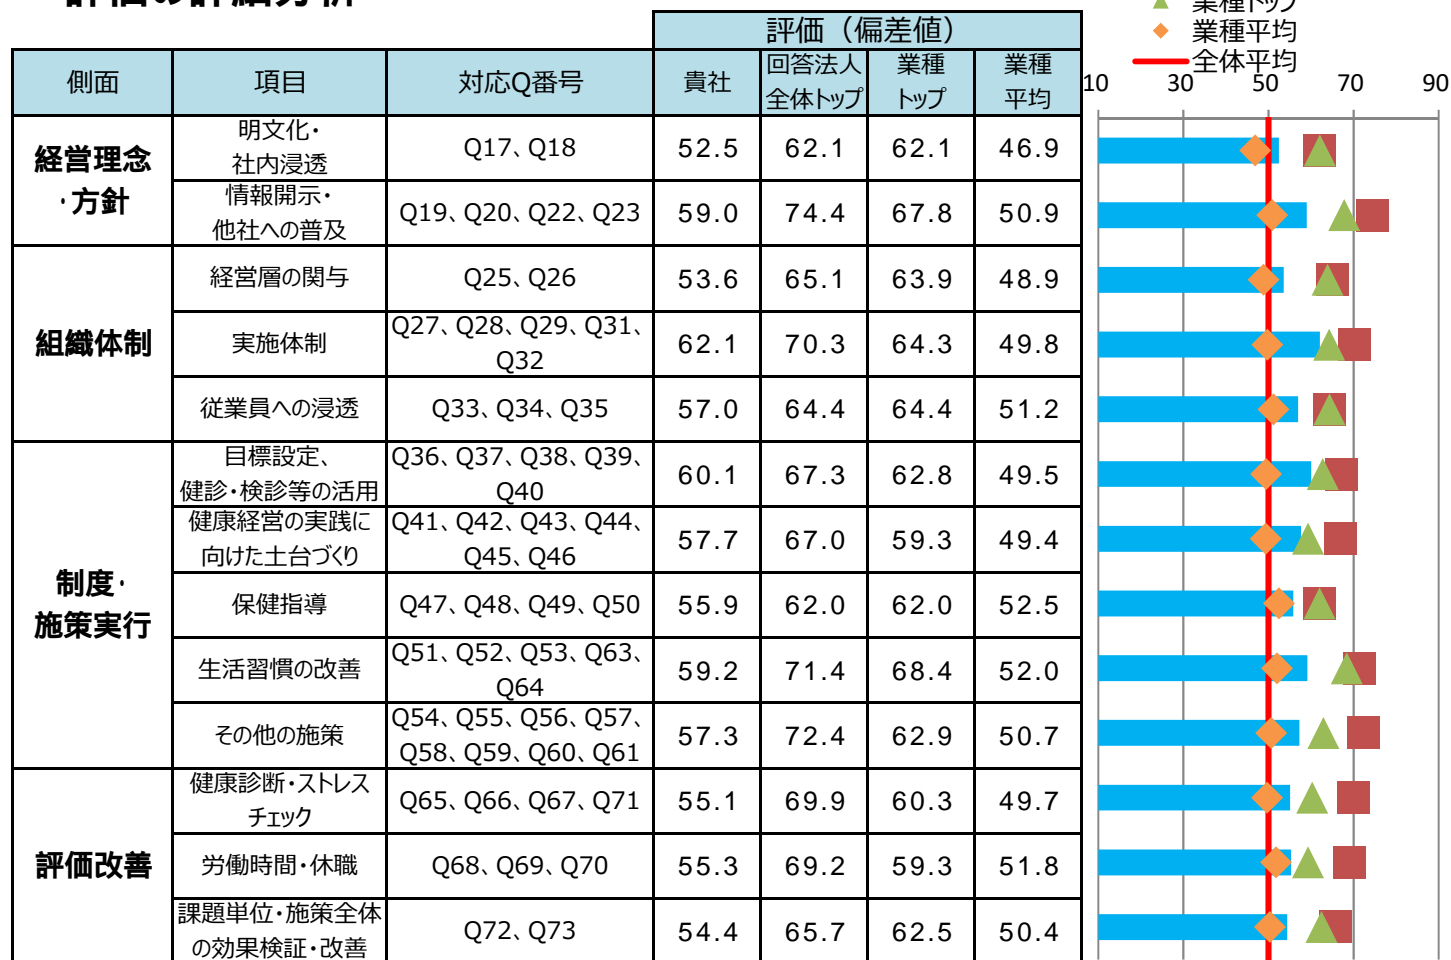 評価の詳細分析
業種トップ
業種平均
全体平均
評価（偏差値）
側面 項目 対応Q番号 貴社 回答法人 業種 業種
全体トップ トップ 平均
10 30 50 70 90
経営理念
・方針
明文化・
社内浸透
Q17、Q18 52.5 62.1 62.1 46.9
情報開示・
他社への普及
Q19、Q20、Q22、Q23 59.0 74.4 67.8 50.9
組織体制
経営層の関与 Q25、Q26 53.6 65.1 63.9 48.9
実施体制
Q27、Q28、Q29、Q31、
Q32
62.1 70.3 64.3 49.8
従業員への浸透 Q33、Q34、Q35 57.0 64.4 64.4 51.2
制度・
施策実行
目標設定、
健診・検診等の活用
Q36、Q37、Q38、Q39、
Q40
60.1 67.3 62.8 49.5
健康経営の実践に
向けた土台づくり
Q41、Q42、Q43、Q44、
Q45、Q46
57.7 67.0 59.3 49.4
保健指導 Q47、Q48、Q49、Q50 55.9 62.0 62.0 52.5
生活習慣の改善
Q51、Q52、Q53、Q63、
Q64
59.2 71.4 68.4 52.0
その他の施策
Q54、Q55、Q56、Q57、
Q58、Q59、Q60、Q61
57.3 72.4 62.9 50.7
評価改善
健康診断・ストレス
チェック
Q65、Q66、Q67、Q71 55.1 69.9 60.3 49.7
労働時間・休職 Q68、Q69、Q70 55.3 69.2 59.3 51.8
課題単位・施策全体
の効果検証・改善
Q72、Q73 54.4 65.7 62.5 50.4